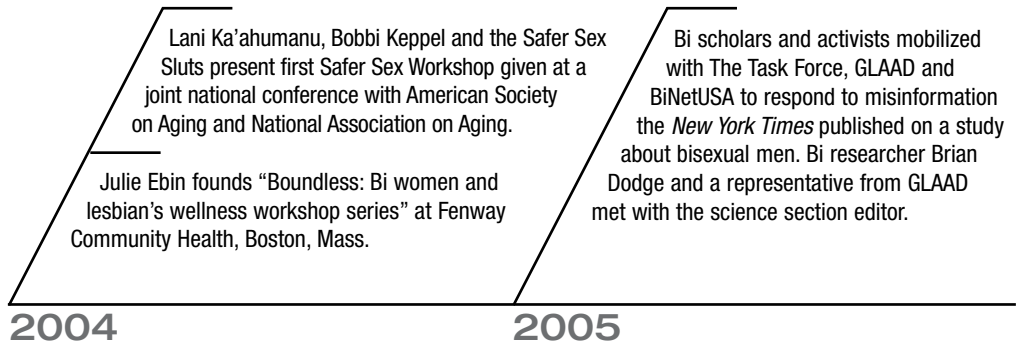 Lani Ka'ahumanu, Bobbi Keppel and the Safer Sex
Sluts present first Safer Sex Workshop given at a
joint national conference with American Society
on Aging and National Association on Aging.
Julie Ebin founds “Boundless: Bi women and
lesbian's wellness workshop series” at Fenway
Community Health, Boston, Mass.
2004
Bi scholars and activists mobilized
with The Task Force, GLAAD and
BiNetUSA to respond to misinformation
the New York Times published on a study
about bisexual men. Bi researcher Brian
Dodge and a representative from GLAAD
met with the science section editor.
2005